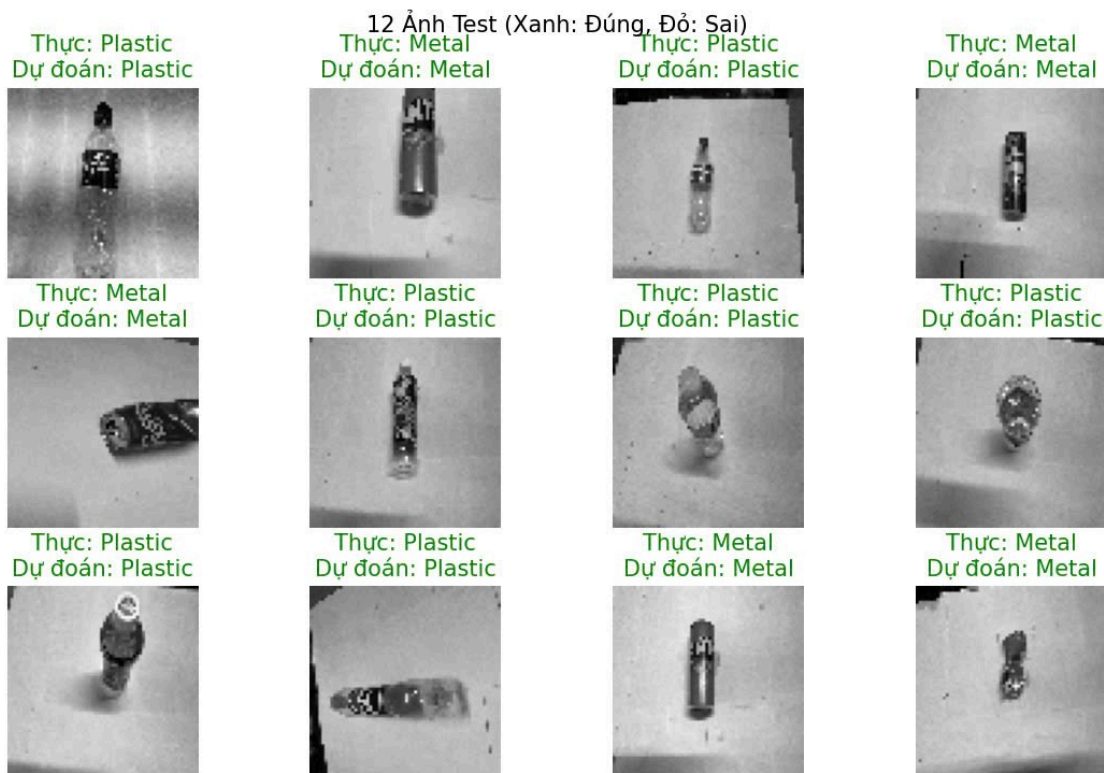 12 Ảnh Test (Xanh: Đúng, Đỏ: Sai)
Thực: Plastic
Dự đoán: Plastic
Thực: Metal
Dự đoán: Metal
Thực: Plastic
Dự đoán: Plastic
Thực: Metal
Dự đoán: Metal
Thực: Metal
Dự đoán: Metal
Thực: Plastic
Dự đoán: Plastic
Thực: Plastic
Dự đoán: Plastic
Thực: Plastic
Dự đoán: Plastic
Thực: Plastic
Dự đoán: Plastic
Thực: Plastic
Dự đoán: Plastic
Thực: Metal
Dự đoán: Metal
Thực: Metal
Dự đoán: Metal